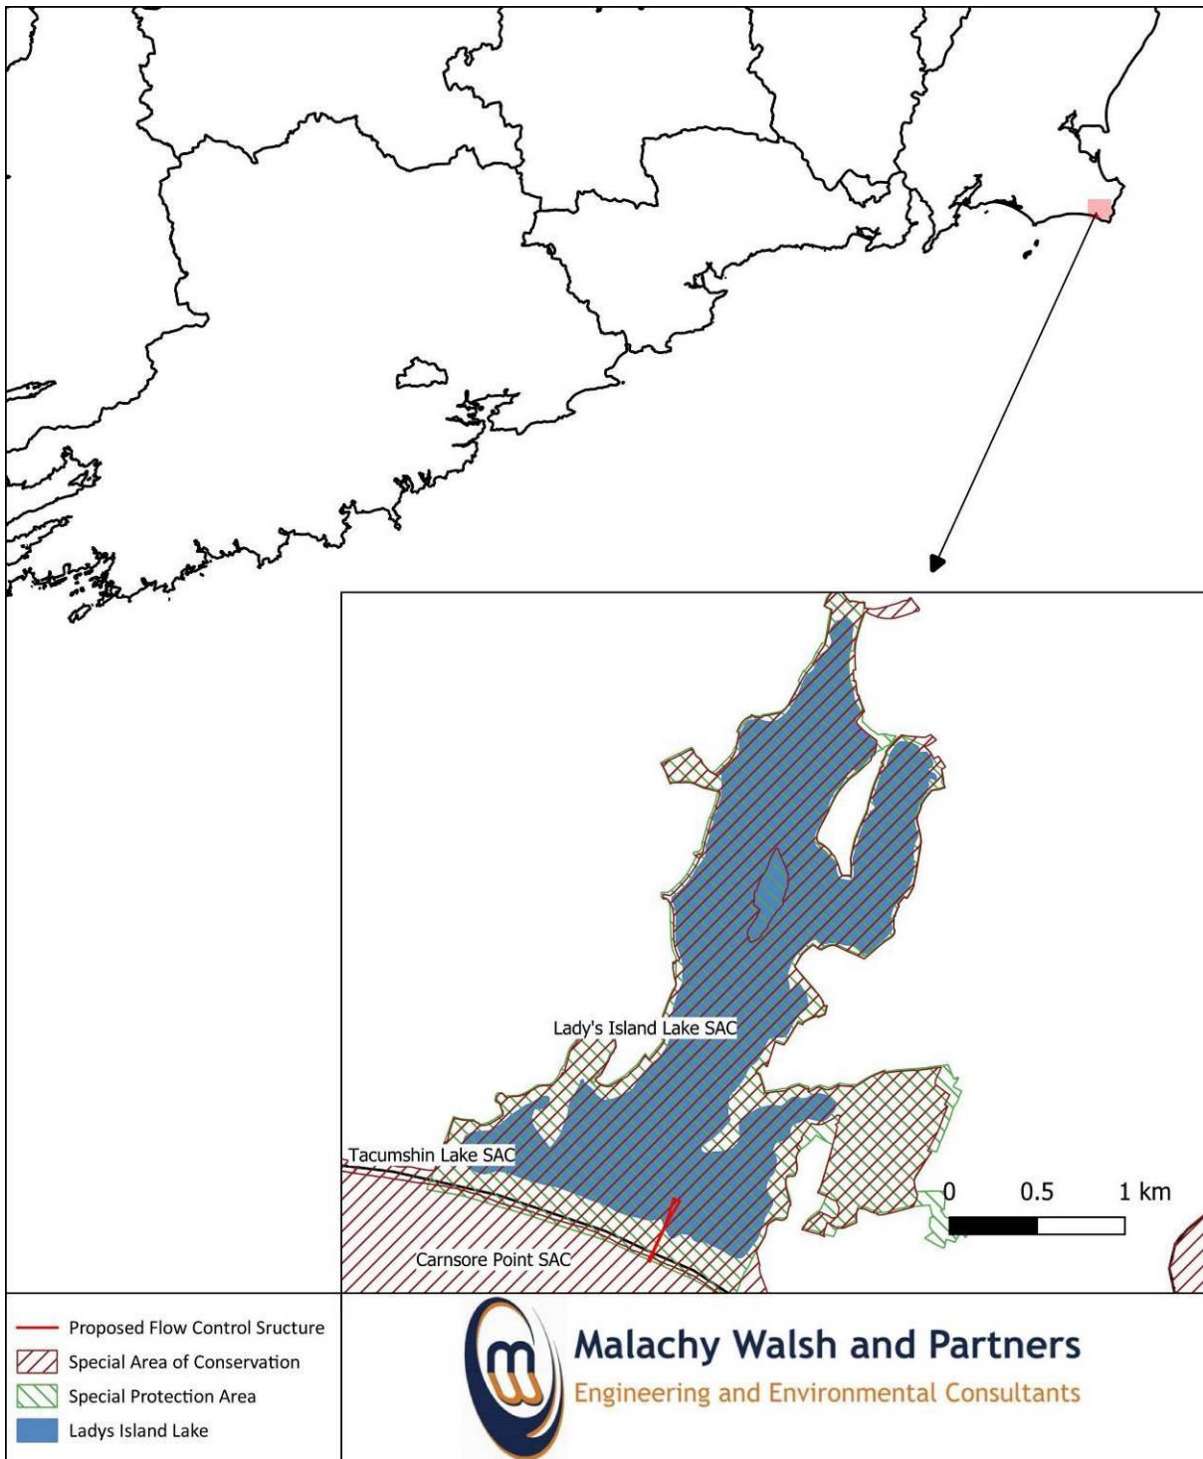 Lady's Island Lake SAC
Tacumshin Lake SAC
Carnsore Point SAC
0 0.5 1 km
Proposed Flow Control Sructure
Special Area of Conservation
Special Protection Area
Ladys Island Lake
Malachy Walsh and Partners
Engineering and Environmental Consultants